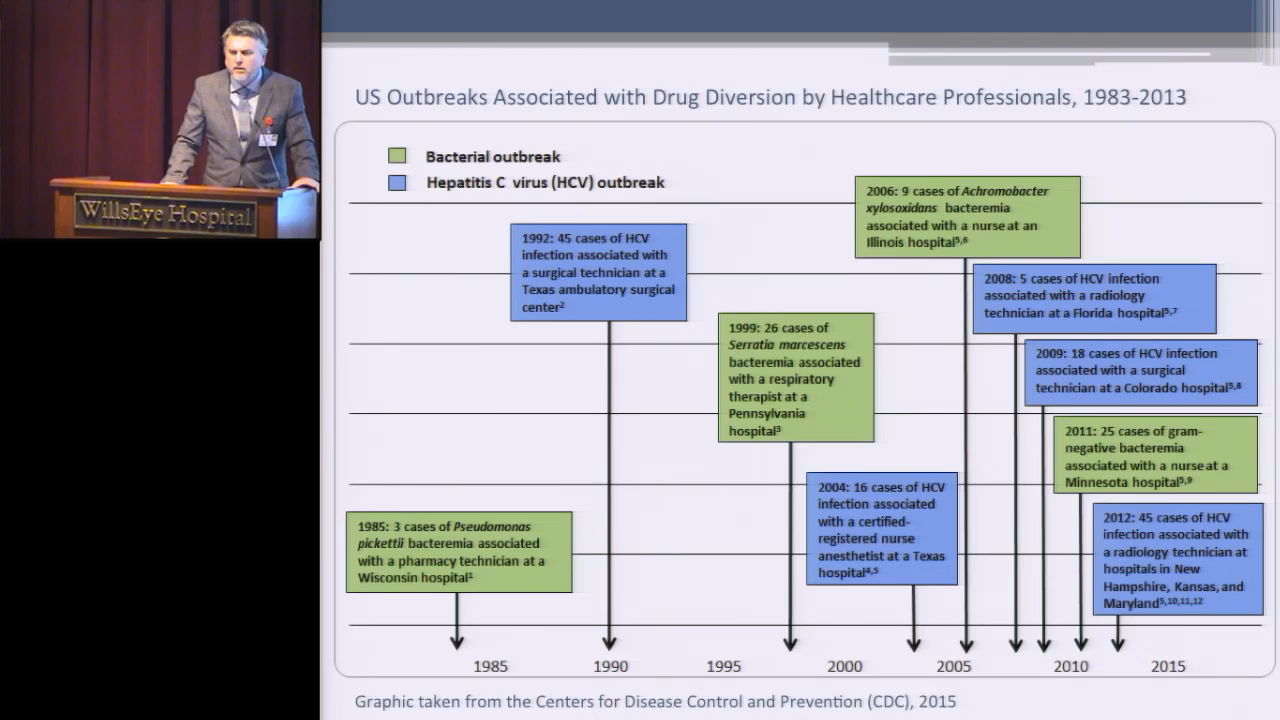 WillsEye Hospital
US Outbreaks Associated with Drug Diversion by Healthcare Professionals, 1983-2013
Bacterial outbreak
Hepatitis C virus (HCV) outbreak
1985: 3 cases of Pseudomonas
pickettii bacteremia associated
with a pharmacy technician at a
Wisconsin hospital¹
1992: 45 cases of HCV
infection associated with
a surgical technician at a
Texas ambulatory surgical
center²
1999: 26 cases of
Serratia marcescens
bacteremia associated
with a respiratory
therapist at a
Pennsylvania
hospital³
2004: 16 cases of HCV
infection associated
with a certified-
registered nurse
anesthetist at a Texas
hospital⁴,⁵
2006: 9 cases of Achromobacter
xylosoxidans bacteremia
associated with a nurse at an
Illinois hospital⁵,⁶
2008: 5 cases of HCV infection
associated with a radiology
technician at a Florida hospital⁵,⁷
2009: 18 cases of HCV infection
associated with a surgical
technician at a Colorado hospital⁵,⁸
2011: 25 cases of gram-
negative bacteremia
associated with a nurse at a
Minnesota hospital⁵,⁹
2012: 45 cases of HCV
infection associated with
a radiology technician at
hospitals in New
Hampshire, Kansas, and
Maryland⁵,¹⁰,¹¹,¹²
1985 1990 1995 2000 2005 2010 2015
Graphic taken from the Centers for Disease Control and Prevention (CDC), 2015